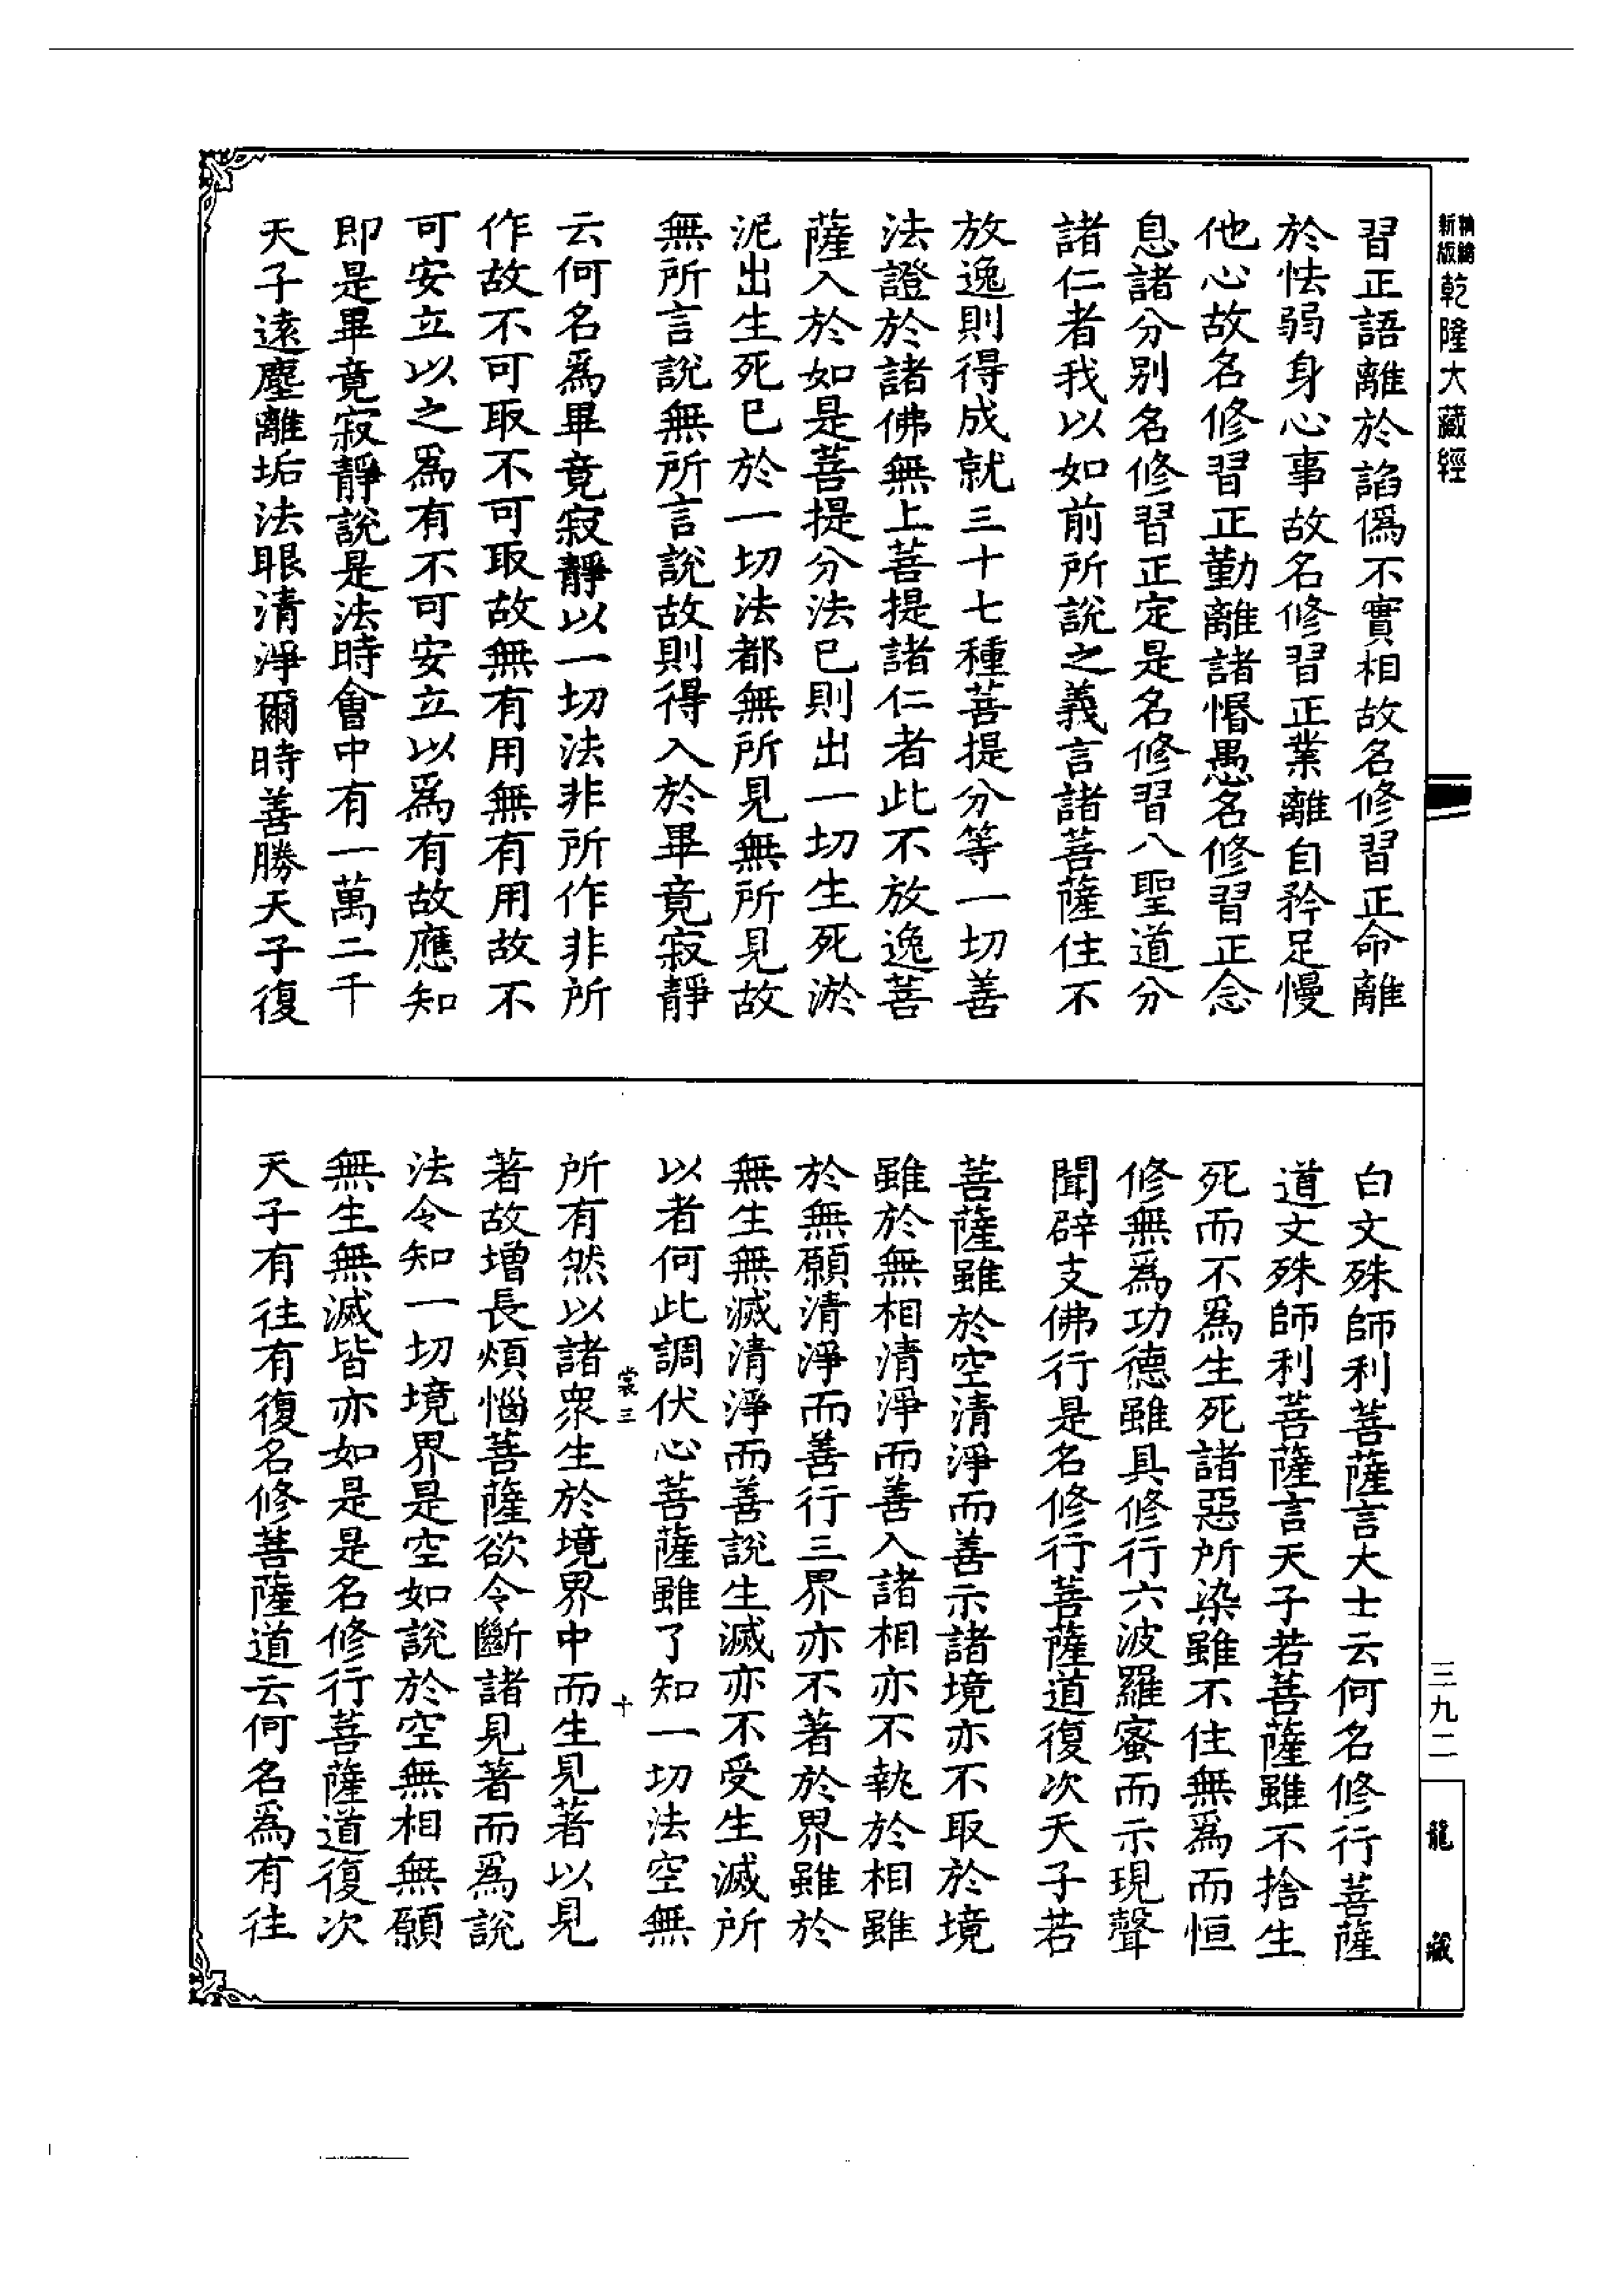 新版
精縮
乾隆大藏經
習正語離於諂偽不實相故名修習正命離
於怯弱身心事故名修習正業離自矜足慢
他心故名修習正勤離諸惛愚名修習正念
息諸分別名修習正定是名修習八聖道分
諸仁者我以如前所說之義言諸菩薩住不
放逸則得成就三十七種菩提分等一切善
法證於諸佛無上菩提諸仁者此不放逸菩
薩入於如是菩提分法已則出一切生死淤
泥出生死已於一切法都無所見無所見故
無所言說無所言說故則得入於畢竟寂靜
云何名爲畢竟寂靜以一切法非所作非所
作故不可取不可取故無有用無有用故不
可安立以之爲有不可安立以爲有故應知
即是畢竟寂靜說是法時會中有一萬二千
天子遠塵離垢法眼清淨爾時善勝天子復
白文殊師利菩薩言大士云何名修行菩薩
道文殊師利菩薩言天子若菩薩雖不捨生
死而不爲生死諸惡所染雖不住無爲而恒
修無爲功德雖具修行六波羅蜜而示現聲
聞辟支佛行是名修行菩薩道復次天子若
菩薩雖於空清淨而善示諸境亦不取於境
雖於無相清淨而善入諸相亦不執於相雖
於無願清淨而善行三界亦不著於界雖於
無生無滅清淨而善說生滅亦不受生滅所
以者何此調伏心菩薩雖了知一切法空無
裳三
十
所有然以諸衆生於境界中而生見著以見
著故增長煩惱菩薩欲令斷諸見著而爲說
法令知一切境界是空如說於空無相無願
無生無滅皆亦如是是名修行菩薩道復次
天子有往有復名修菩薩道云何名爲有往
三九二
龍藏